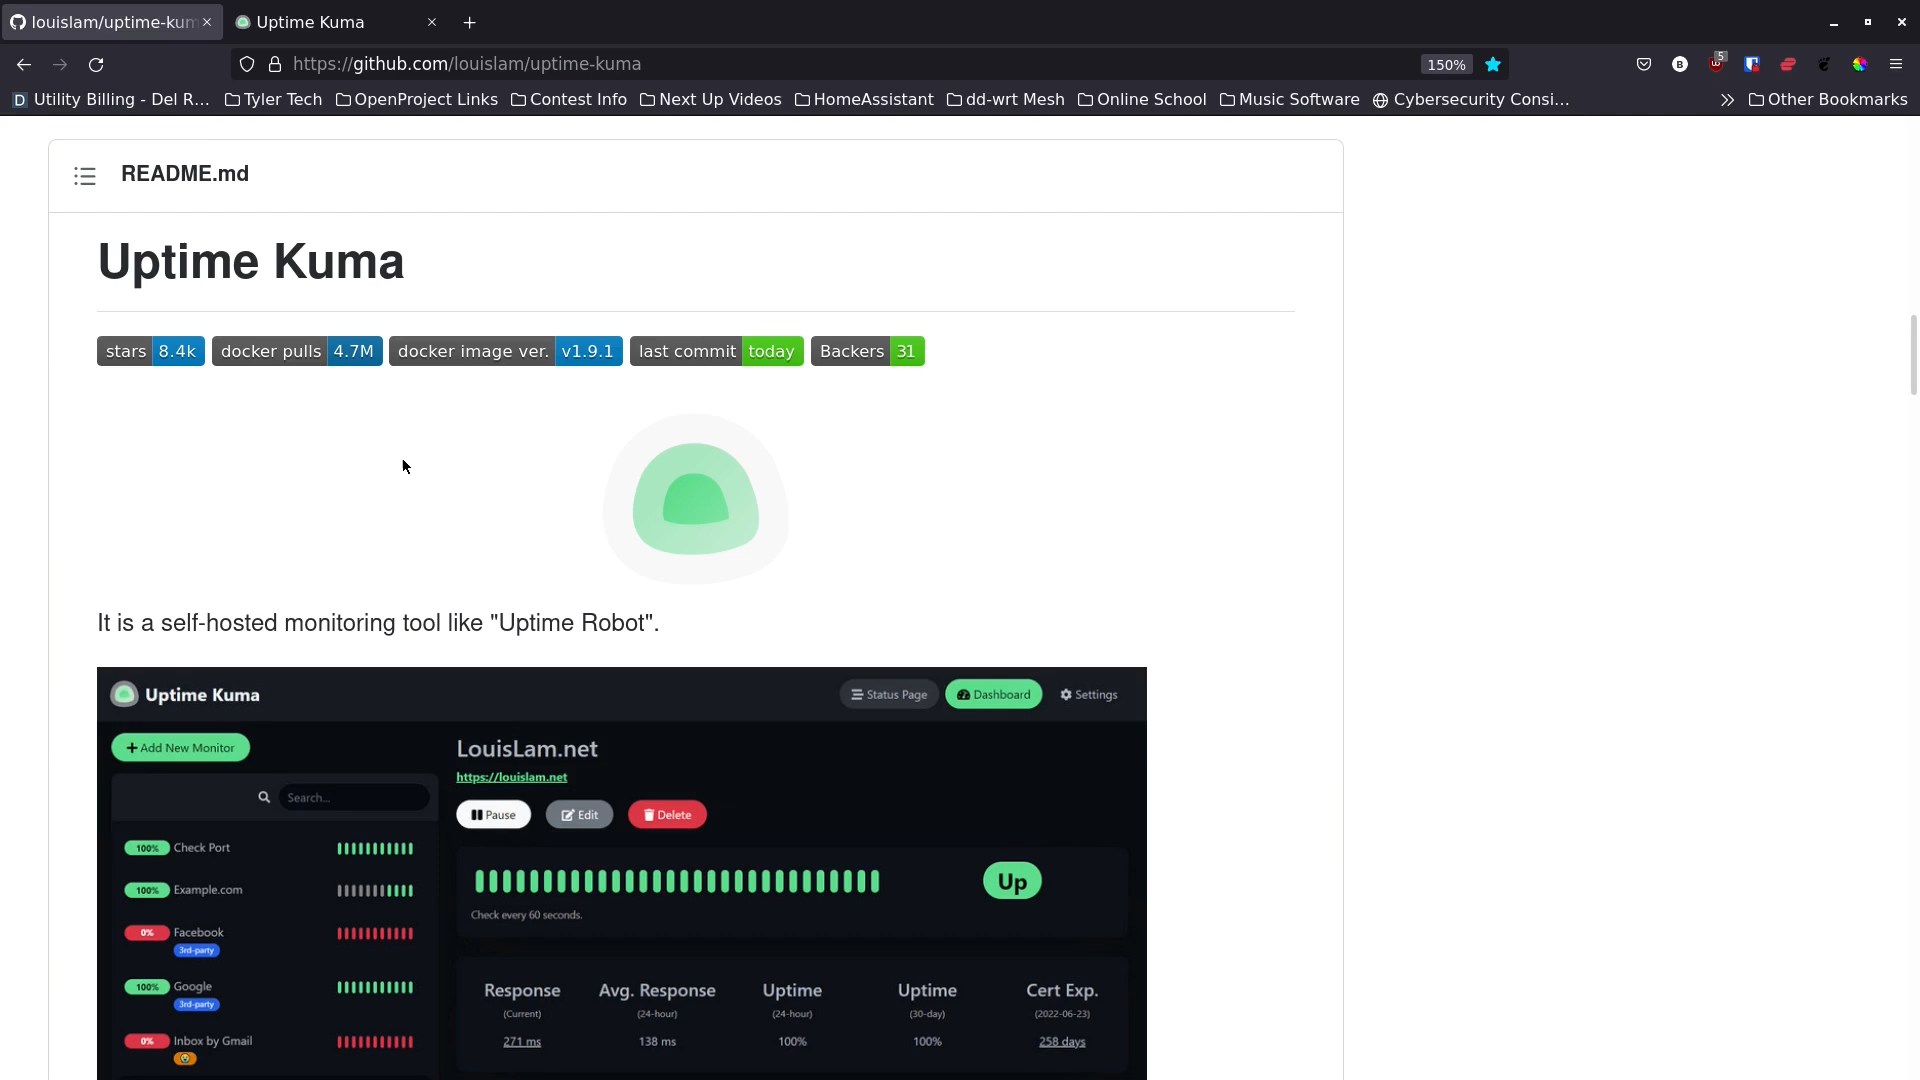 louislam/uptime-kum
Uptime Kuma
https://github.com/louislam/uptime-kuma
150%
5
Utility Billing - Del R...
Tyler Tech
OpenProject Links
Contest Info
Next Up Videos
HomeAssistant
dd-wrt Mesh
Online School
Music Software
Cybersecurity Consi...
Other Bookmarks
README.md
Uptime Kuma
stars 8.4k
docker pulls 4.7M
docker image ver. v1.9.1
last commit today
Backers 31
It is a self-hosted monitoring tool like "Uptime Robot".
Uptime Kuma
Status Page
Dashboard
Settings
Add New Monitor
Search...
100% Check Port
100% Example.com
0% Facebook
3rd-party
100% Google
3rd-party
0% Inbox by Gmail
LouisLam.net
https://louislam.net
Pause
Edit
Delete
Up
Check every 60 seconds.
Response
(Current)
271 ms
Avg. Response
(24-hour)
138 ms
Uptime
(24-hour)
100%
Uptime
(30-day)
100%
Cert Exp.
(2022-06-23)
258 days